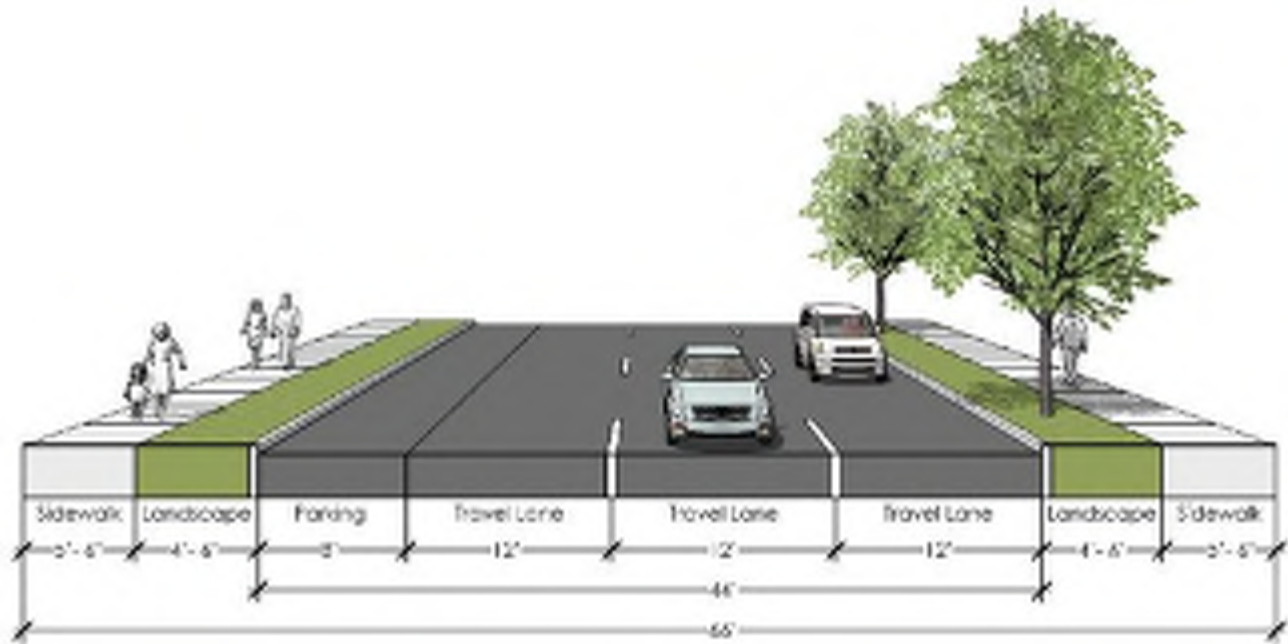 Sidewalk Landscape Parking Travel Lane Travel Lane Travel Lane Landscape Sidewalk
4'-6" 8' 12' 12' 12' 4'-6"
44'
66'